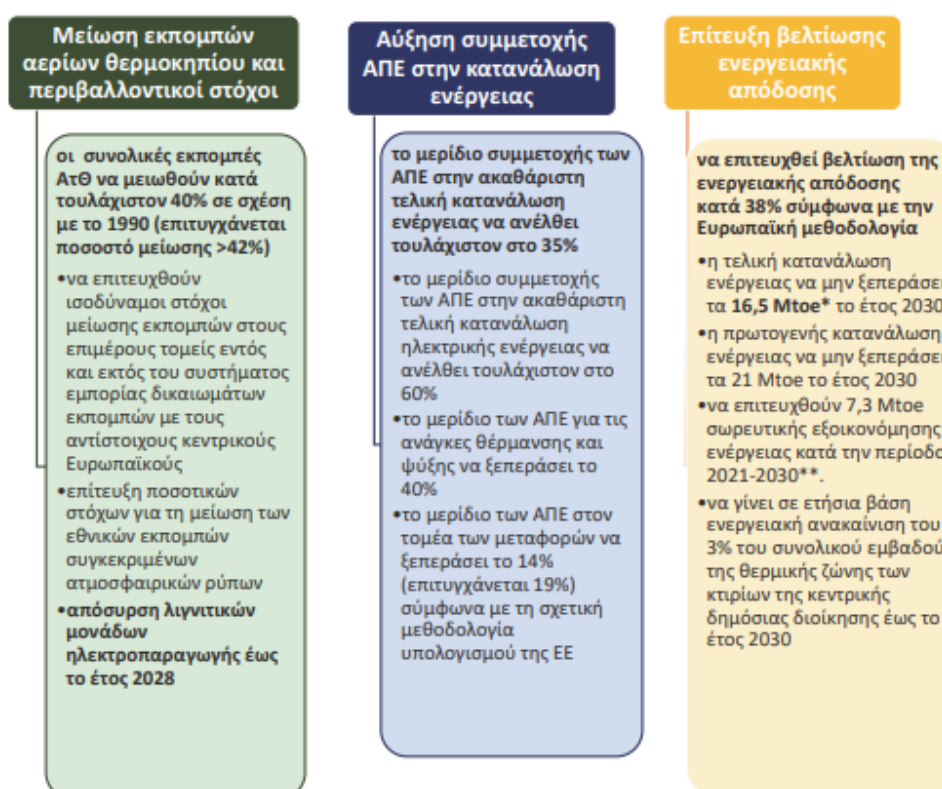 Μείωση εκπομπών
αερίων θερμοκηπίου και
περιβαλλοντικοί στόχοι
οι συνολικές εκπομπές
ΑτΘ να μειωθούν κατά
τουλάχιστον 40% σε σχέση
με το 1990 (επιτυγχάνεται
ποσοστό μείωσης >42%)
•να επιτευχθούν
ισοδύναμοι στόχοι
μείωσης εκπομπών στους
επιμέρους τομείς εντός
και εκτός του συστήματος
εμπορίας δικαιωμάτων
εκπομπών με τους
αντίστοιχους κεντρικούς
Ευρωπαϊκούς
•επίτευξη ποσοτικών
στόχων για τη μείωση των
εθνικών εκπομπών
συγκεκριμένων
ατμοσφαιρικών ρύπων
•απόσυρση λιγνιτικών
μονάδων
ηλεκτροπαραγωγής έως
το έτος 2028
Αύξηση συμμετοχής
ΑΠΕ στην κατανάλωση
ενέργειας
το μερίδιο συμμετοχής των
ΑΠΕ στην ακαθάριστη
τελική κατανάλωση
ενέργειας να ανέλθει
τουλάχιστον στο 35%
•το μερίδιο συμμετοχής
των ΑΠΕ στην ακαθάριστη
τελική κατανάλωση
ηλεκτρικής ενέργειας να
ανέλθει τουλάχιστον στο
60%
•το μερίδιο των ΑΠΕ για τις
ανάγκες θέρμανσης και
ψύξης να ξεπεράσει το
40%
•το μερίδιο των ΑΠΕ στον
τομέα των μεταφορών να
ξεπεράσει το 14%
(επιτυγχάνεται 19%)
σύμφωνα με τη σχετική
μεθοδολογία
υπολογισμού της ΕΕ
Επίτευξη βελτίωσης
ενεργειακής
απόδοσης
να επιτευχθεί βελτίωση της
ενεργειακής απόδοσης
κατά 38% σύμφωνα με την
Ευρωπαϊκή μεθοδολογία
•η τελική κατανάλωση
ενέργειας να μην ξεπεράσει
τα 16,5 Mtoe* το έτος 2030
•η πρωτογενής κατανάλωση
ενέργειας να μην ξεπεράσει
τα 21 Mtoe το έτος 2030
•να επιτευχθούν 7,3 Mtoe
σωρευτικής εξοικονόμησης
ενέργειας κατά την περίοδο
2021-2030**.
•να γίνει σε ετήσια βάση
ενεργειακή ανακαίνιση του
3% του συνολικού εμβαδού
της θερμικής ζώνης των
κτιρίων της κεντρικής
δημόσιας διοίκησης έως το
έτος 2030